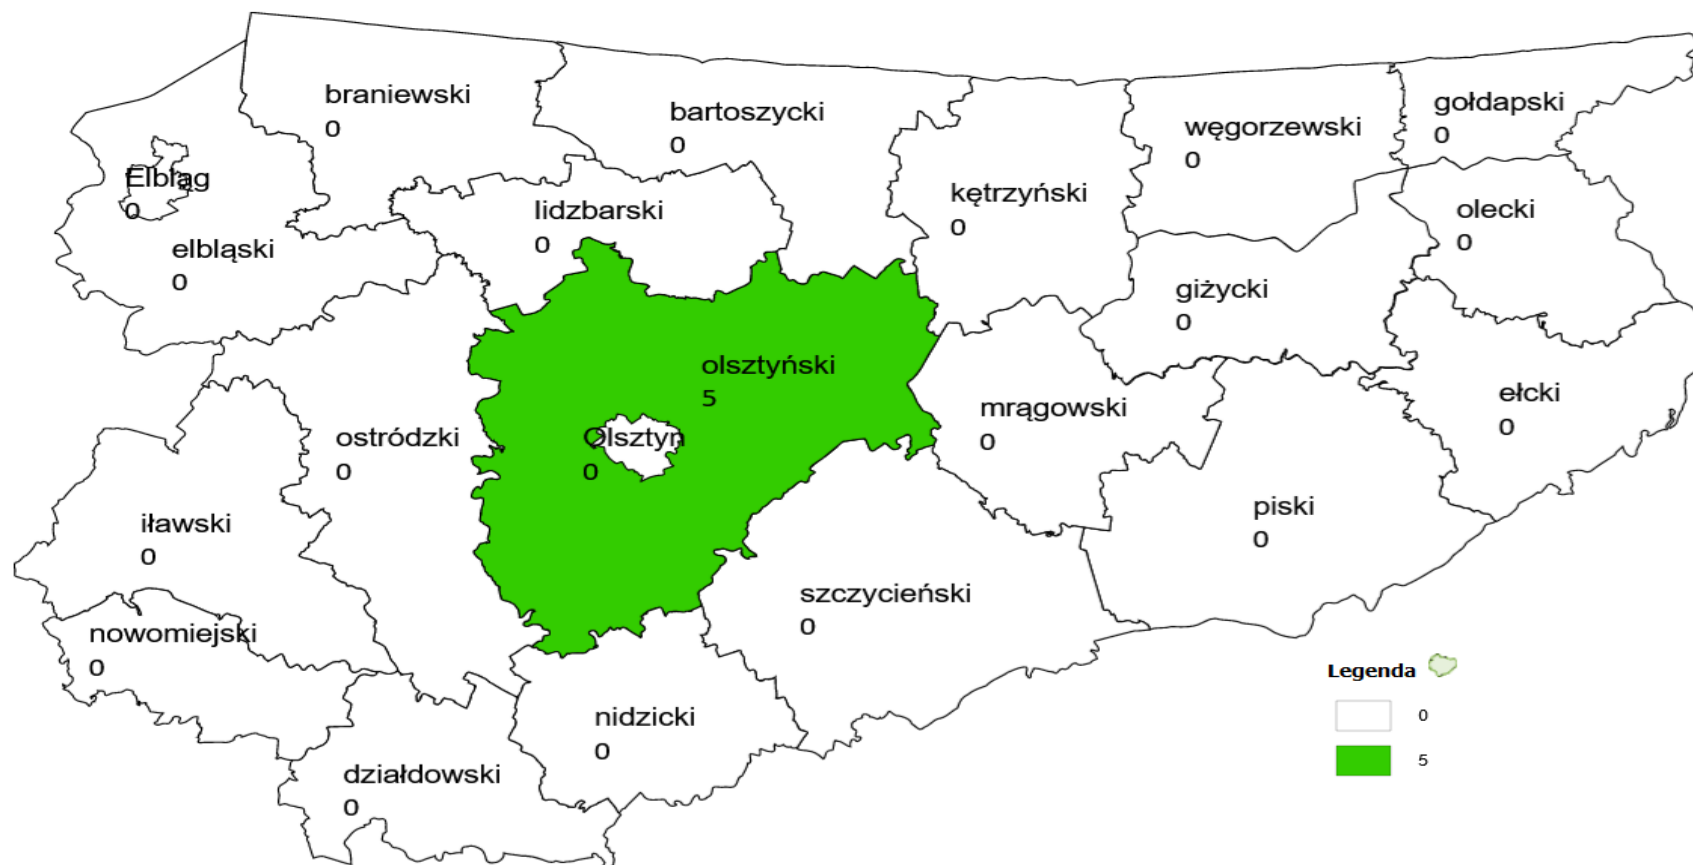 braniewski
0
bartoszycki
0
gołdapski
0
węgorzewski
0
Elbląg
0
kętrzyński
0
lidzbarski
0
olecki
0
elbląski
0
giżycki
0
olsztyński
5
ełcki
0
mrągowski
0
ostródzki
0
Olsztyn
0
iławski
0
piski
0
szczycieński
0
nowomiejski
0
nidzicki
0
działdowski
0
Legenda
0
5